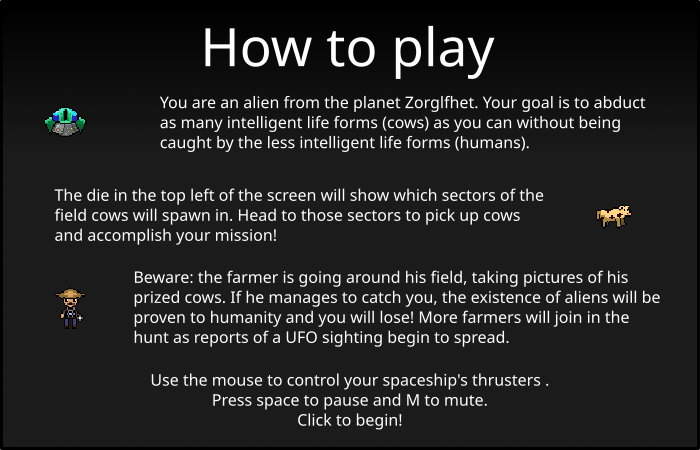 How to play
You are an alien from the planet Zorglfhet. Your goal is to abduct
as many intelligent life forms (cows) as you can without being
caught by the less intelligent life forms (humans).
The die in the top left of the screen will show which sectors of the
field cows will spawn in. Head to those sectors to pick up cows
and accomplish your mission!
Beware: the farmer is going around his field, taking pictures of his
prized cows. If he manages to catch you, the existence of aliens will be
proven to humanity and you will lose! More farmers will join in the
hunt as reports of a UFO sighting begin to spread.
Use the mouse to control your spaceship's thrusters .
Press space to pause and M to mute.
Click to begin!